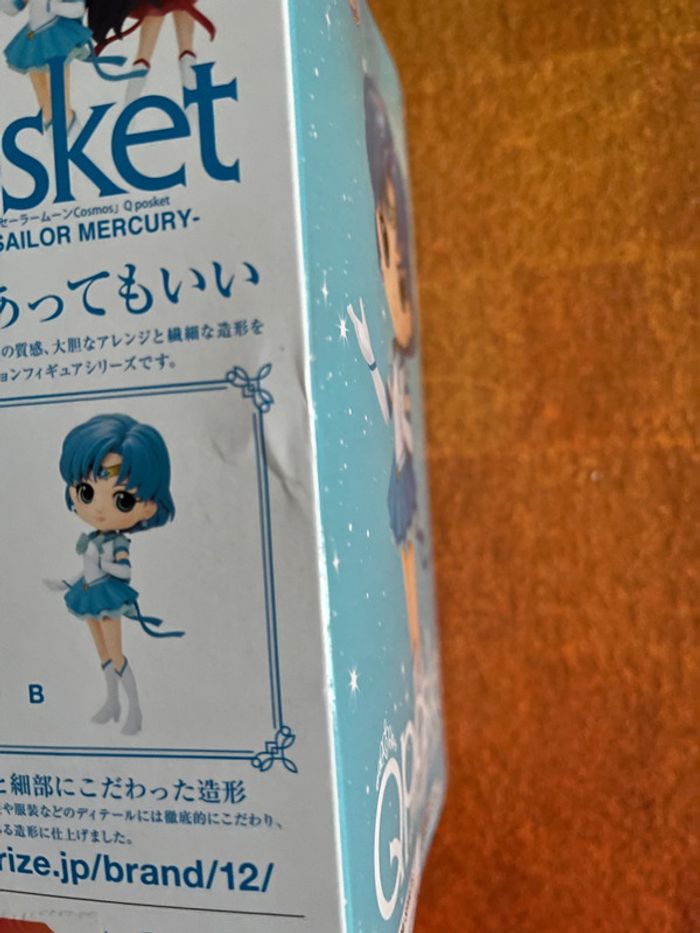 sket
セーラームーンCosmos」Q posket
SAILOR MERCURY-
あってもいい
の質感、大胆なアレンジと繊細な造形を
ョンフィギュアシリーズです。
B
と細部にこだわった造形
や服装などのディテールには徹底的にこだわり、
る造形に仕上げました。
rize.jp/brand/12/
Qpos